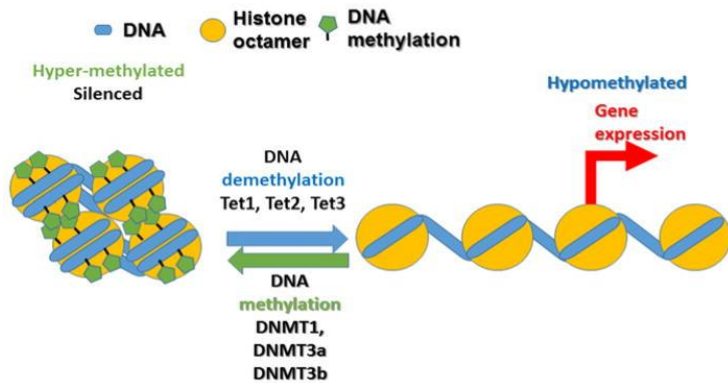 DNA
Histone
octamer
DNA
methylation
Hyper-methylated
Silenced
Hypomethylated
Gene
expression
DNA
demethylation
Tet1, Tet2, Tet3
DNA
methylation
DNMT1,
DNMT3a
DNMT3b